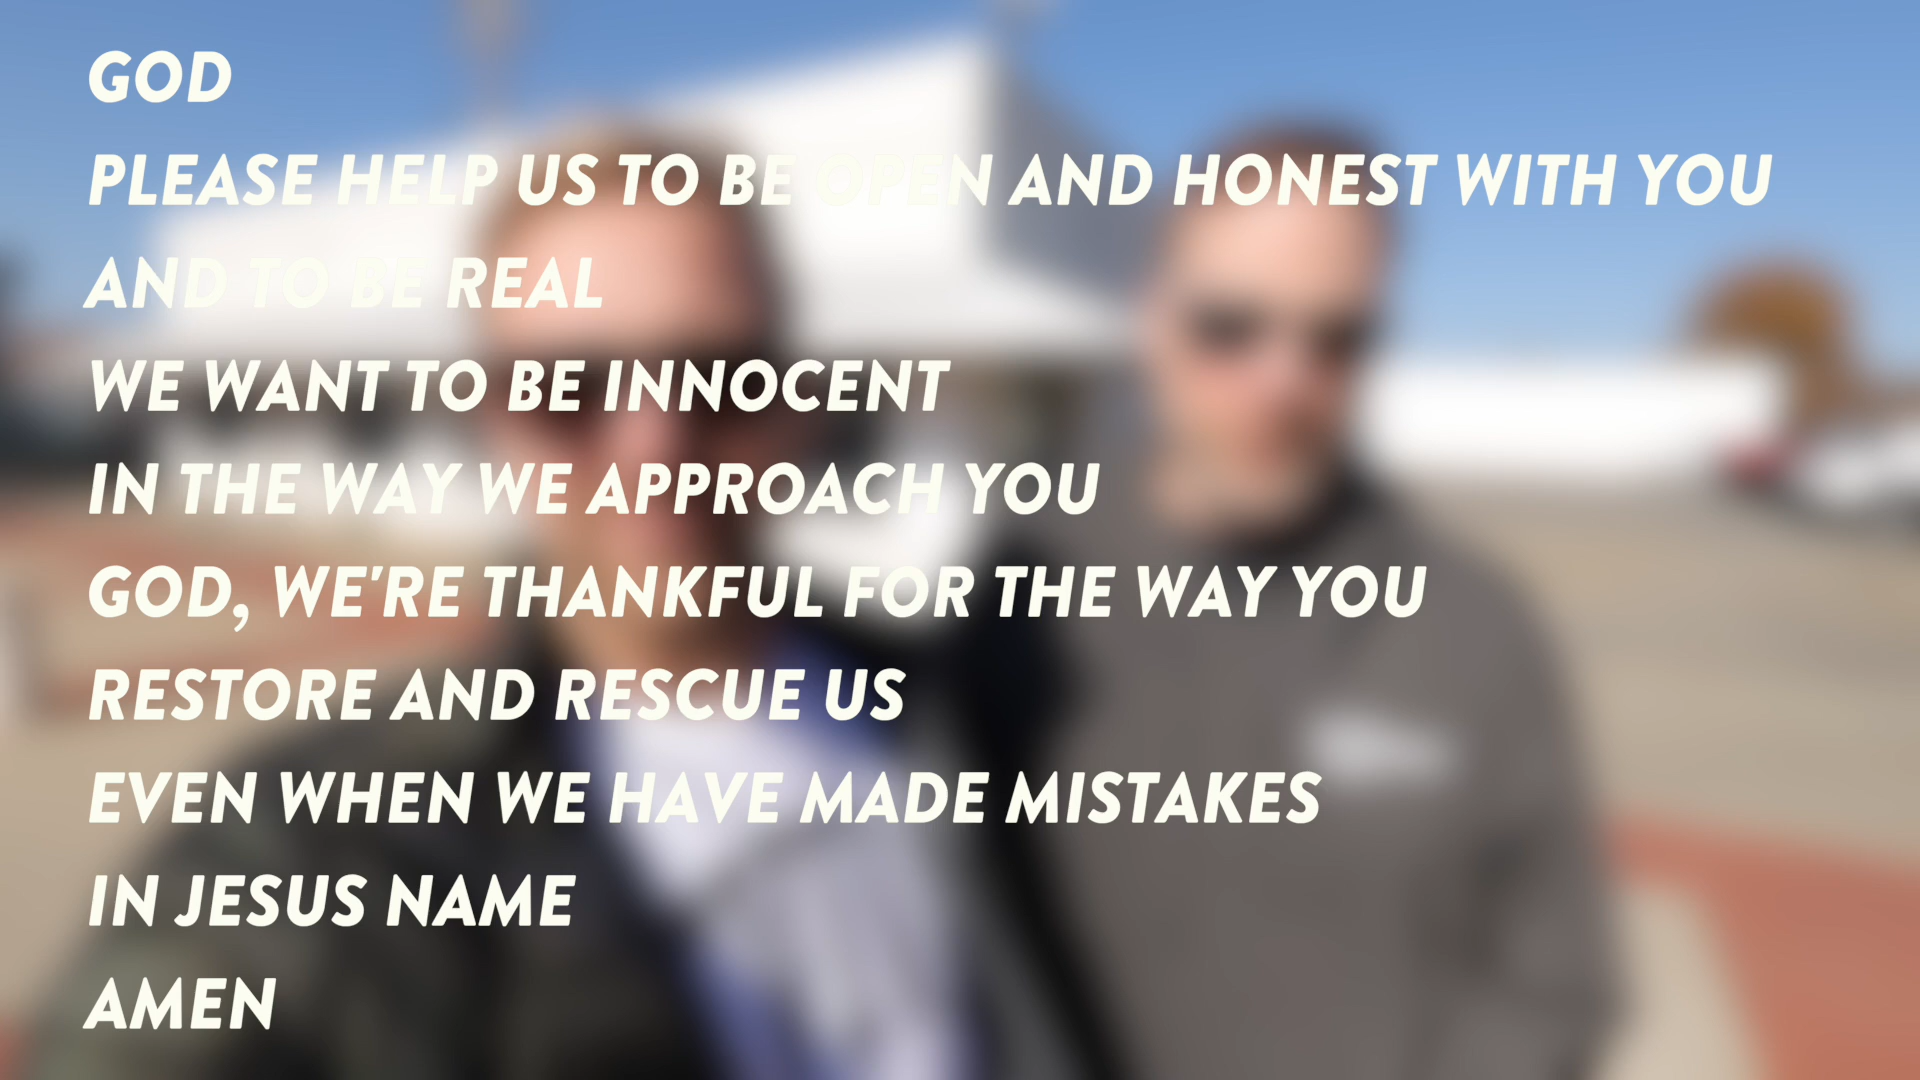 GOD
PLEASE HELP US TO BE OPEN AND HONEST WITH YOU
AND TO BE REAL
WE WANT TO BE INNOCENT
IN THE WAY WE APPROACH YOU
GOD, WE'RE THANKFUL FOR THE WAY YOU
RESTORE AND RESCUE US
EVEN WHEN WE HAVE MADE MISTAKES
IN JESUS NAME
AMEN